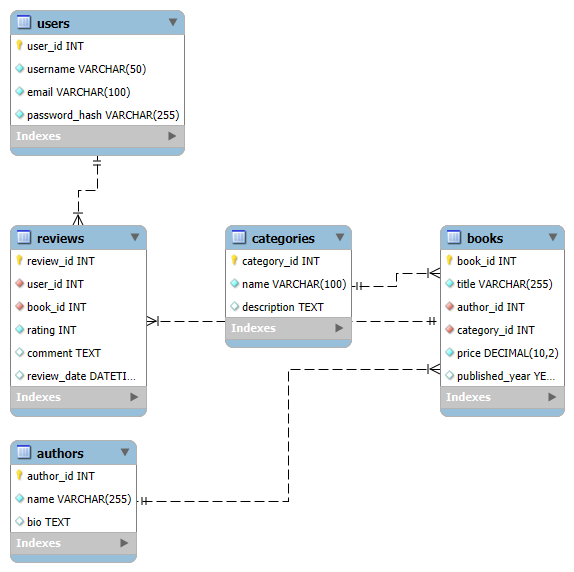 users
user_id INT
username VARCHAR(50)
email VARCHAR(100)
password_hash VARCHAR(255)
Indexes
reviews
review_id INT
user_id INT
book_id INT
rating INT
comment TEXT
review_date DATETI...
Indexes
categories
category_id INT
name VARCHAR(100)
description TEXT
Indexes
books
book_id INT
title VARCHAR(255)
author_id INT
category_id INT
price DECIMAL(10,2)
published_year YE...
Indexes
authors
author_id INT
name VARCHAR(255)
bio TEXT
Indexes